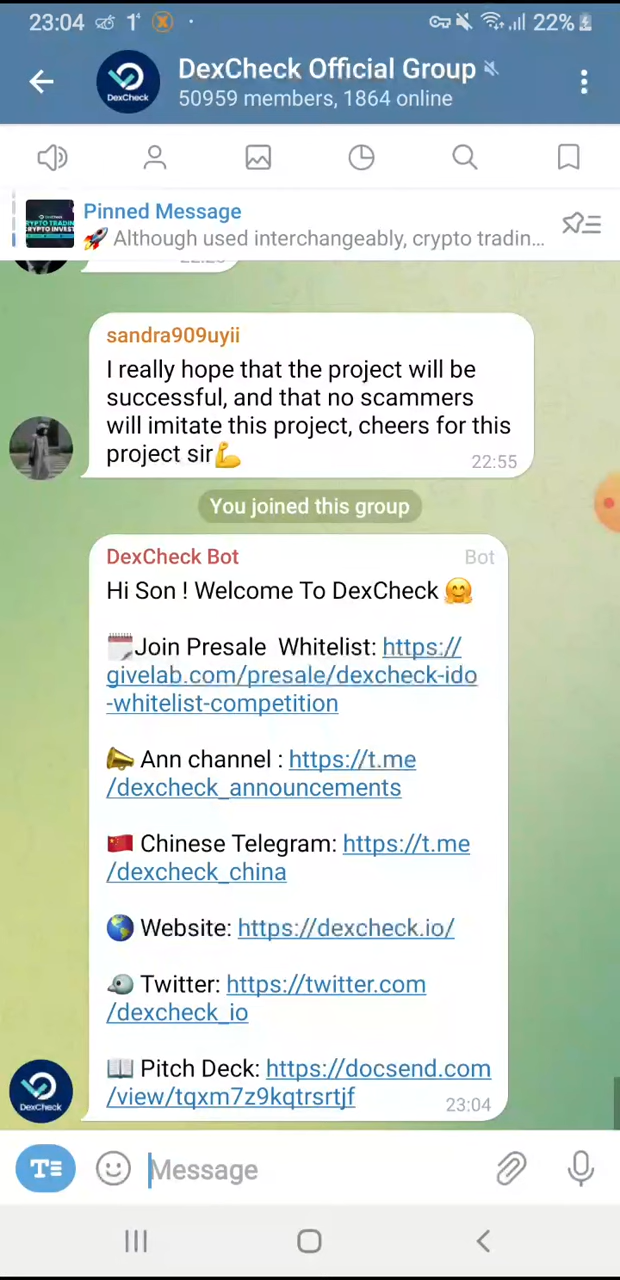 23:04
22%
DexCheck
DexCheck Official Group
50959 members, 1864 online
Pinned Message
🚀 Although used interchangeably, crypto tradin...
sandra909uyii
I really hope that the project will be
successful, and that no scammers
will imitate this project, cheers for this
project sir💪
22:55
You joined this group
DexCheck Bot
Bot
Hi Son ! Welcome To DexCheck 🤗
🗓Join Presale Whitelist: https://
givelab.com/presale/dexcheck-ido
-whitelist-competition
📣 Ann channel : https://t.me
/dexcheck_announcements
🇨🇳 Chinese Telegram: https://t.me
/dexcheck_china
🌎 Website: https://dexcheck.io/
🐦 Twitter: https://twitter.com
/dexcheck_io
📖 Pitch Deck: https://docsend.com
/view/tqxm7z9kqtrsrtjf
23:04
DexCheck
Message